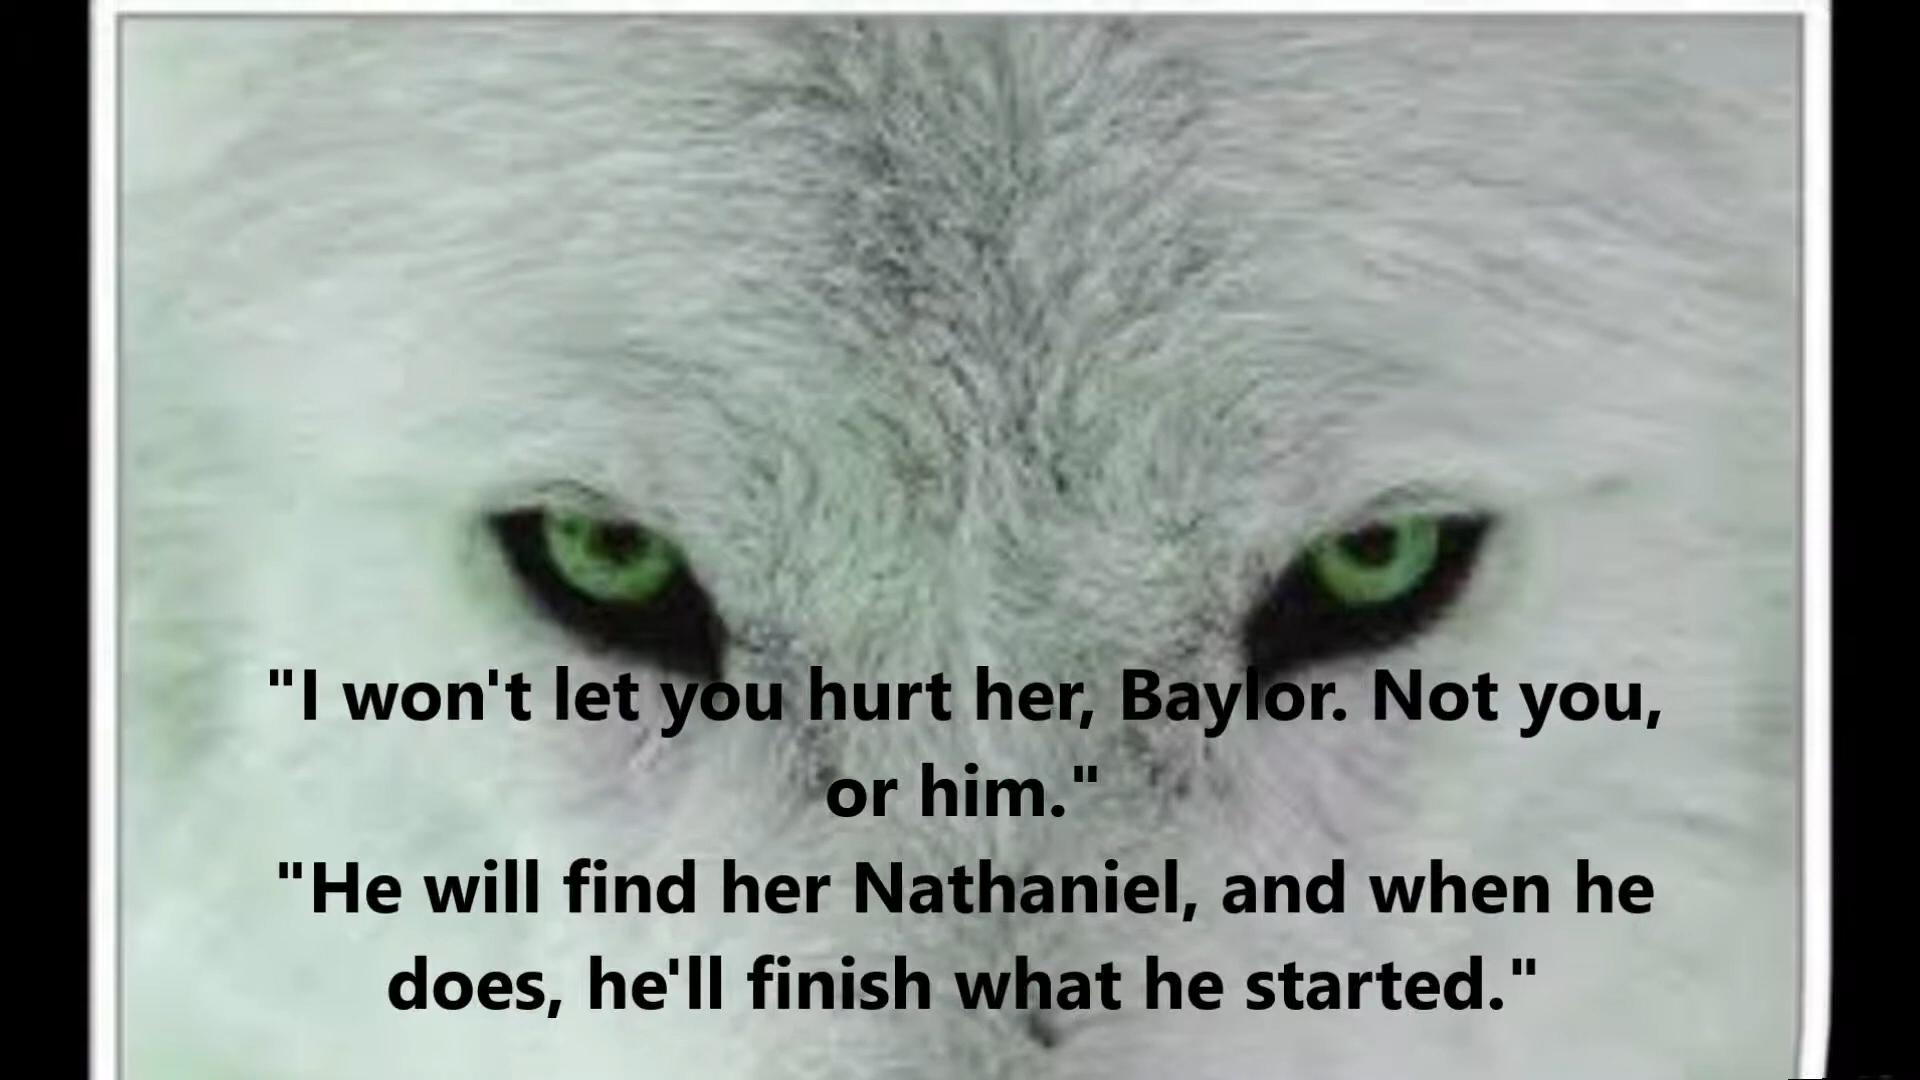 "I won't let you hurt her, Baylor. Not you,
or him."
"He will find her Nathaniel, and when he
does, he'll finish what he started."